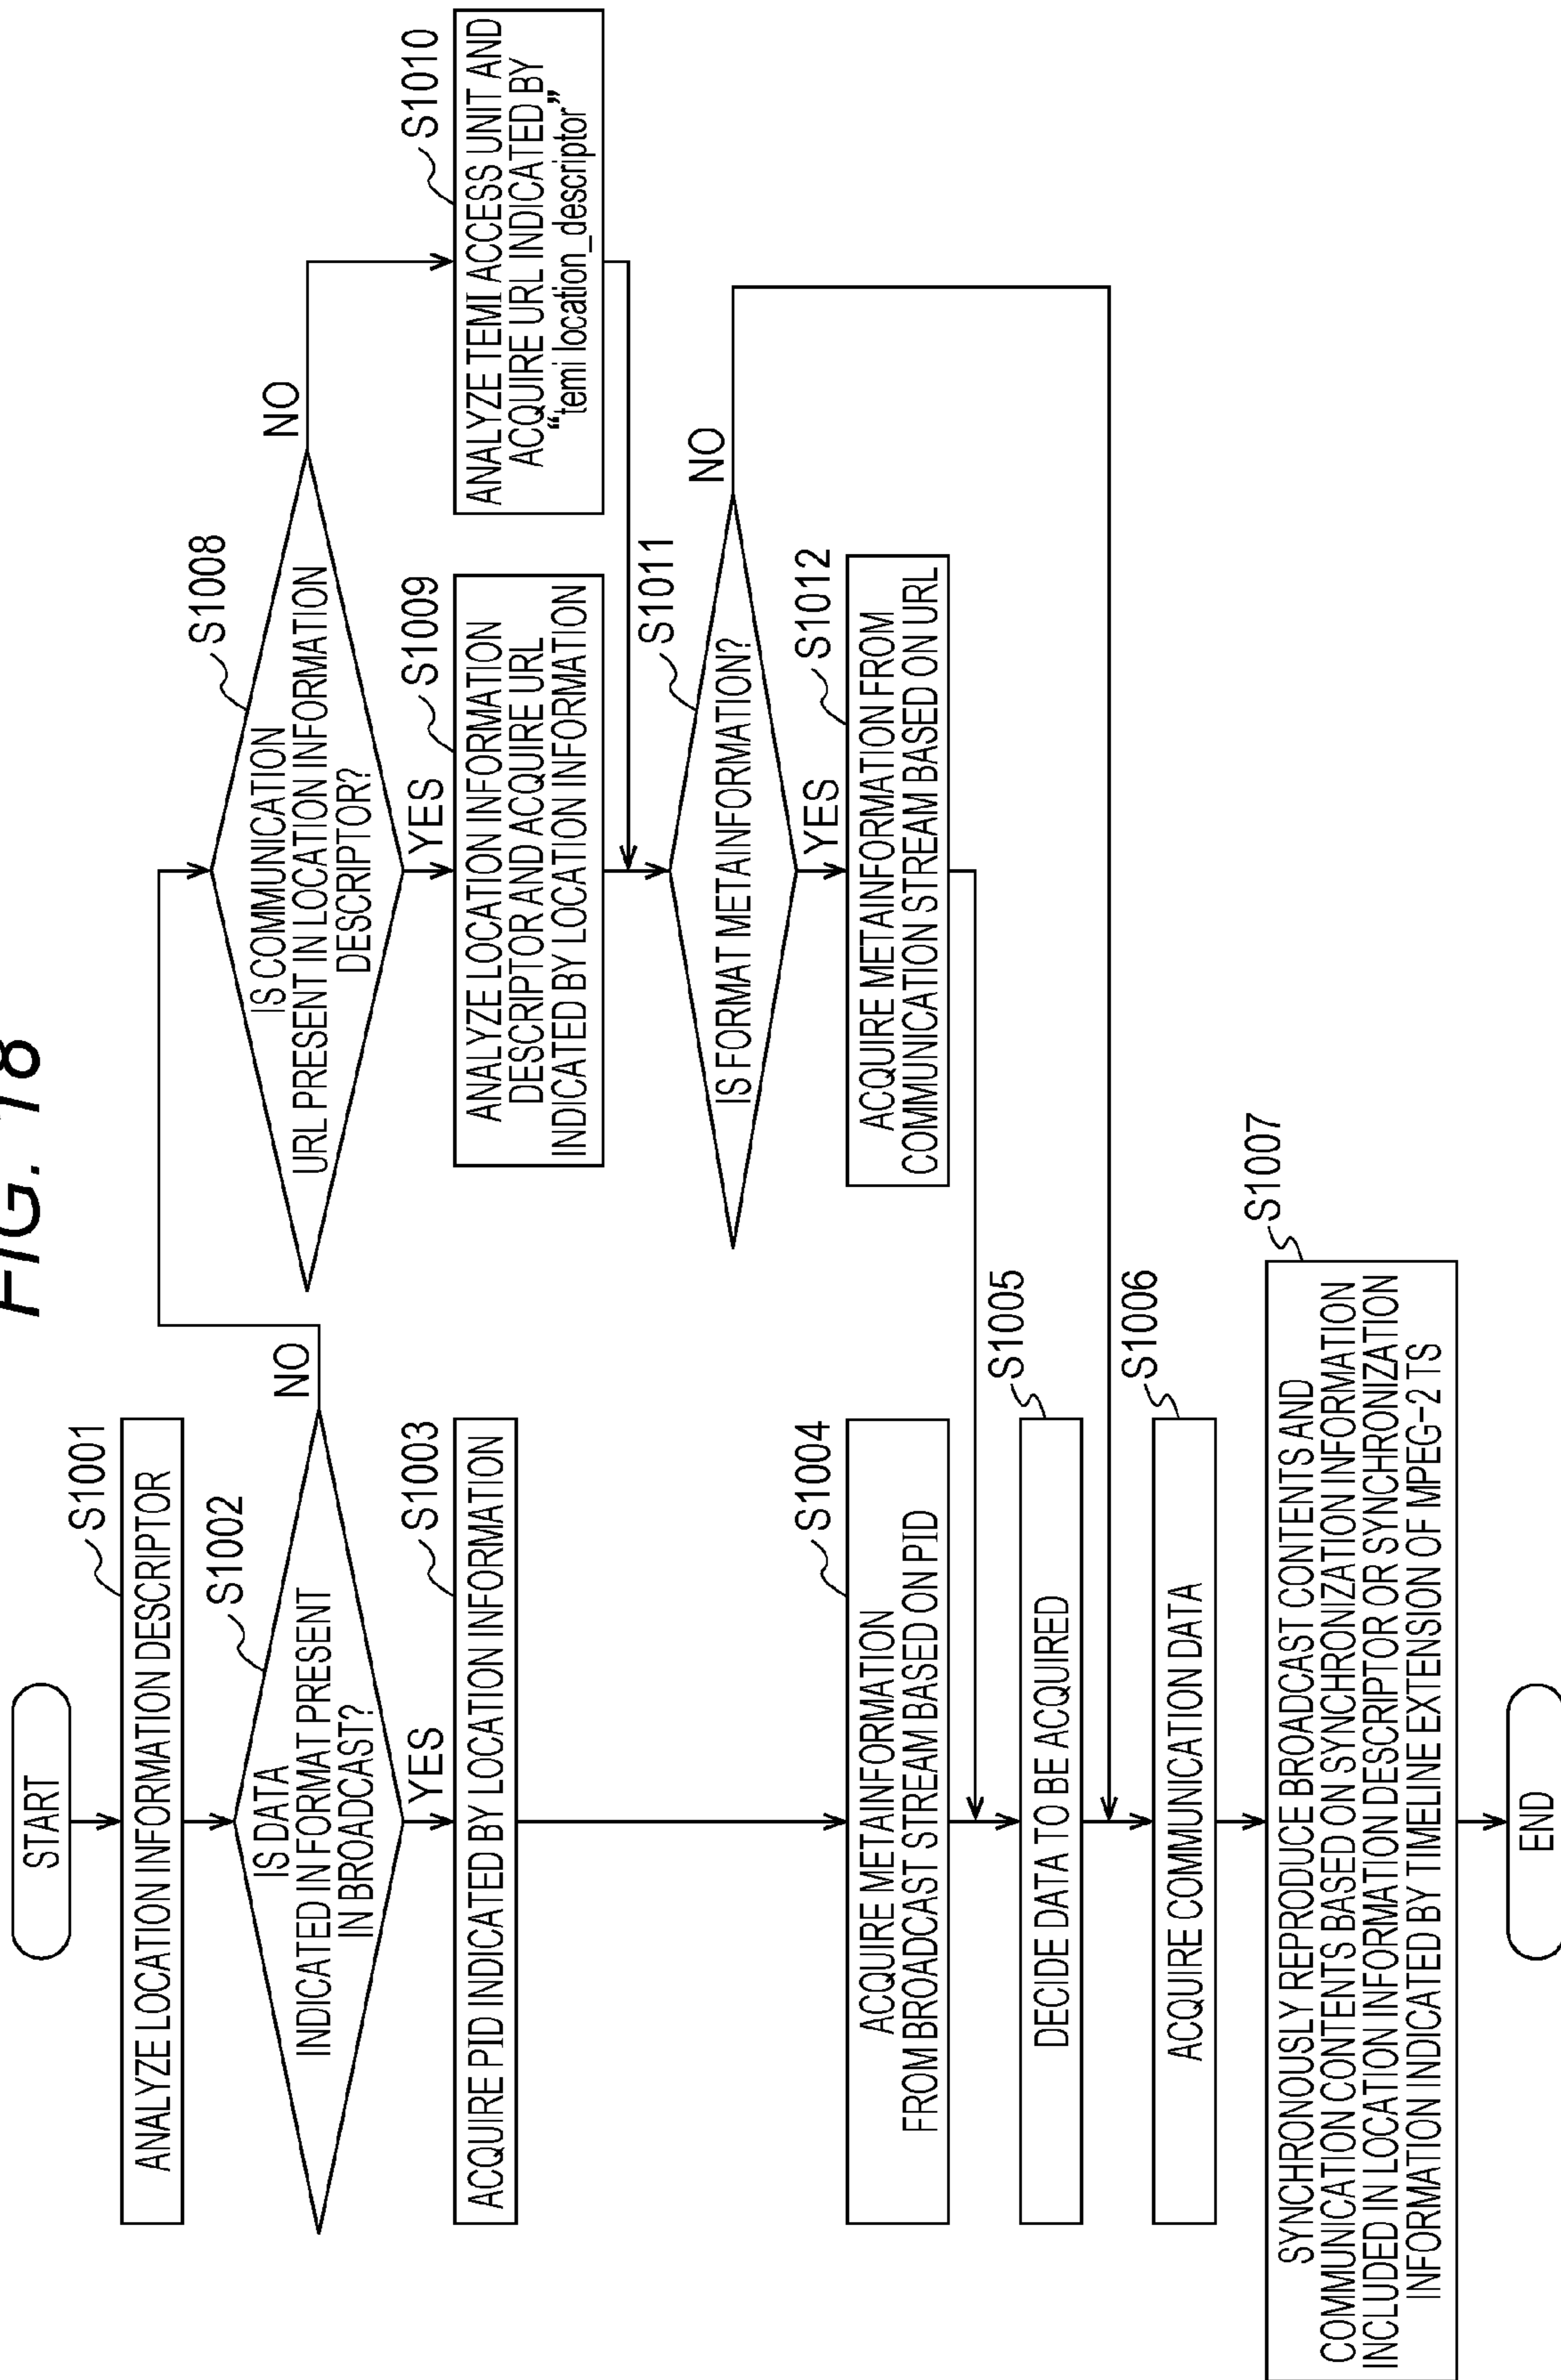 FIG. 18
START
S1001
ANALYZE LOCATION INFORMATION DESCRIPTOR
S1002
IS DATA
INDICATED IN FORMAT PRESENT
IN BROADCAST?
NO
YES
S1003
ACQUIRE PID INDICATED BY LOCATION INFORMATION
S1004
ACQUIRE METAINFORMATION
FROM BROADCAST STREAM BASED ON PID
S1005
DECIDE DATA TO BE ACQUIRED
S1006
ACQUIRE COMMUNICATION DATA
S1007
SYNCHRONOUSLY REPRODUCE BROADCAST CONTENTS AND
COMMUNICATION CONTENTS BASED ON SYNCHRONIZATION INFORMATION
INCLUDED IN LOCATION INFORMATION DESCRIPTOR OR SYNCHRONIZATION
INFORMATION INDICATED BY TIMELINE EXTENSION OF MPEG-2 TS
END
S1008
IS COMMUNICATION
URL PRESENT IN LOCATION INFORMATION
DESCRIPTOR?
NO
YES
S1009
ANALYZE LOCATION INFORMATION
DESCRIPTOR AND ACQUIRE URL
INDICATED BY LOCATION INFORMATION
S1010
ANALYZE TEMI ACCESS UNIT AND
ACQUIRE URL INDICATED BY
“temi location_descriptor”
S1011
IS FORMAT METAINFORMATION?
NO
YES
S1012
ACQUIRE METAINFORMATION FROM
COMMUNICATION STREAM BASED ON URL